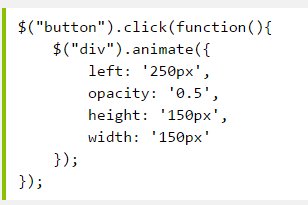 $("button").click(function(){
    $("div").animate({
        left: '250px',
        opacity: '0.5',
        height: '150px',
        width: '150px'
    });
});